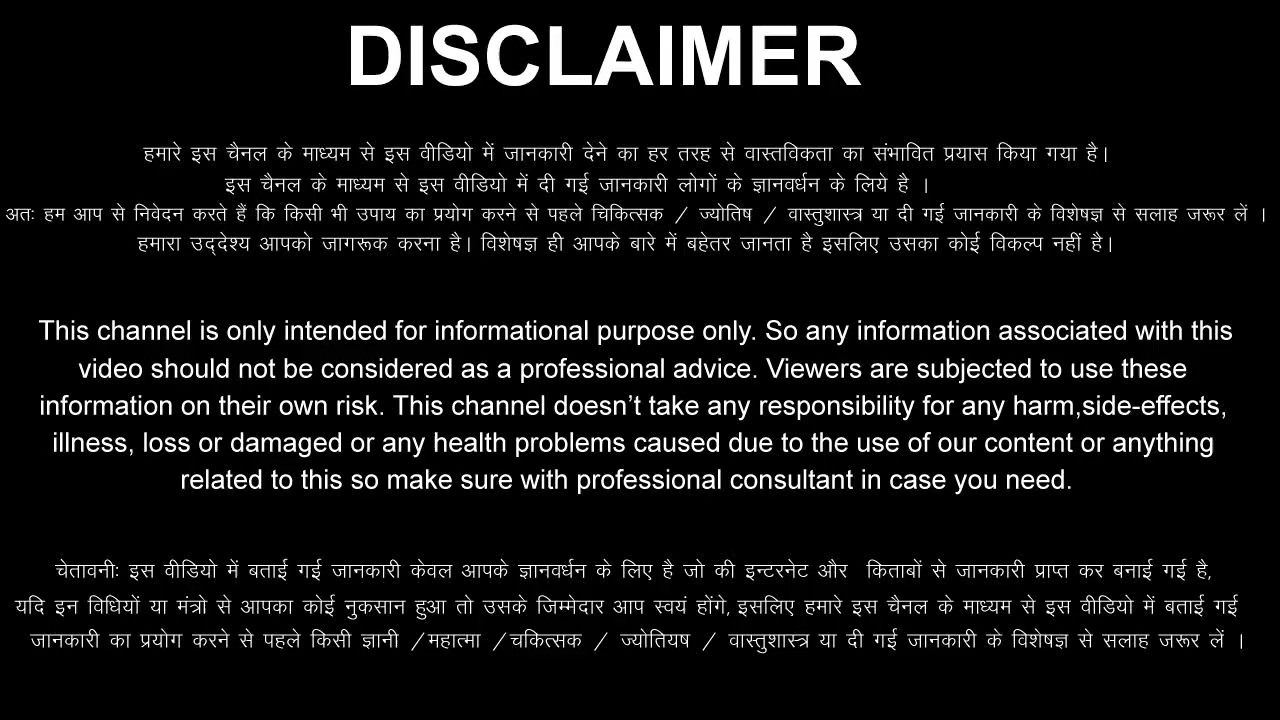 DISCLAIMER
हमारे इस चैनल के माध्यम से इस वीडियो में जानकारी देने का हर तरह से वास्तविकता का संभावित प्रयास किया गया है।
इस चैनल के माध्यम से इस वीडियो में दी गई जानकारी लोगों के ज्ञानवर्धन के लिये है ।
अतः हम आप से निवेदन करते हैं कि किसी भी उपाय का प्रयोग करने से पहले चिकित्सक / ज्योतिष / वास्तुशास्त्र या दी गई जानकारी के विशेषज्ञ से सलाह जरूर लें ।
हमारा उद्देश्य आपको जागरूक करना है। विशेषज्ञ ही आपके बारे में बहेतर जानता है इसलिए उसका कोई विकल्प नहीं है।
This channel is only intended for informational purpose only. So any information associated with this
video should not be considered as a professional advice. Viewers are subjected to use these
information on their own risk. This channel doesn’t take any responsibility for any harm,side-effects,
illness, loss or damaged or any health problems caused due to the use of our content or anything
related to this so make sure with professional consultant in case you need.
चेतावनीः इस वीडियो में बताई गई जानकारी केवल आपके ज्ञानवर्धन के लिए है जो की इन्टरनेट और किताबों से जानकारी प्राप्त कर बनाई गई है,
यदि इन विधियों या मंत्रो से आपका कोई नुकसान हुआ तो उसके जिम्मेदार आप स्वयं होंगे, इसलिए हमारे इस चैनल के माध्यम से इस वीडियो में बताई गई
जानकारी का प्रयोग करने से पहले किसी ज्ञानी /महात्मा /चकित्सक / ज्योतियष / वास्तुशास्त्र या दी गई जानकारी के विशेषज्ञ से सलाह जरूर लें ।